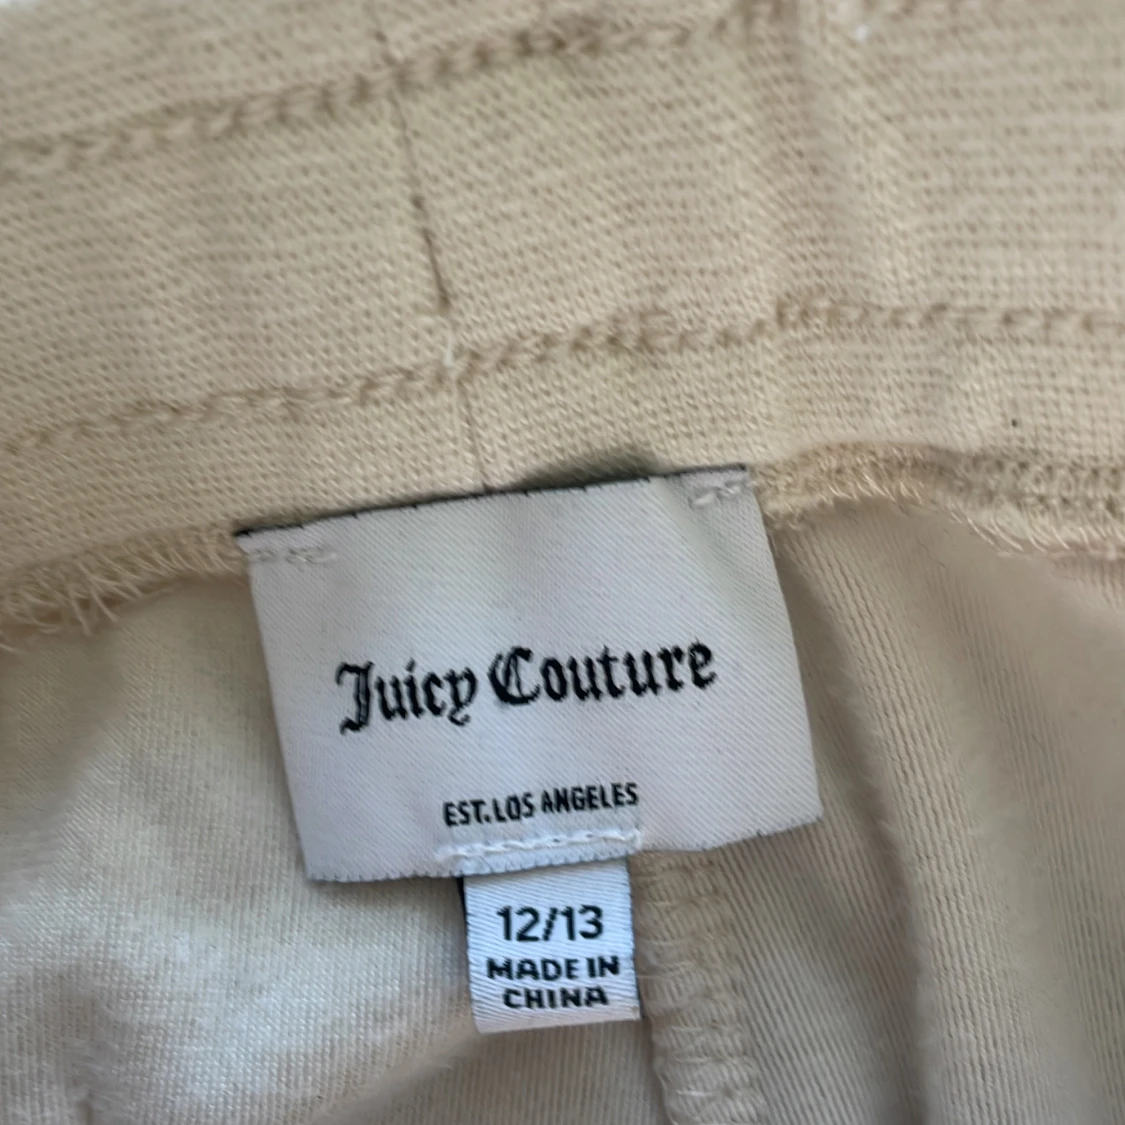 Juicy Couture
EST. LOS ANGELES
12/13
MADE IN
CHINA